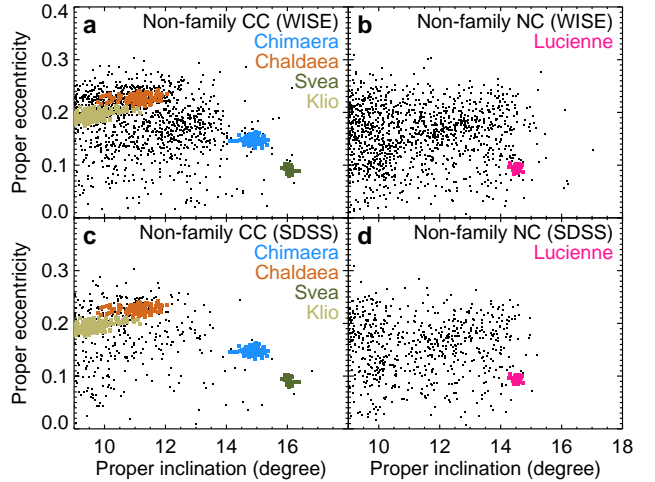 a Non-family CC (WISE)
Chimaera
Chaldaea
Svea
Klio
b Non-family NC (WISE)
Lucienne
0.4
0.3
0.2
0.1
0.0
Proper eccentricity
c Non-family CC (SDSS)
Chimaera
Chaldaea
Svea
Klio
d Non-family NC (SDSS)
Lucienne
0.3
0.2
0.1
0.0
Proper eccentricity
10 12 14 16
10 12 14 16 18
Proper inclination (degree)
Proper inclination (degree)